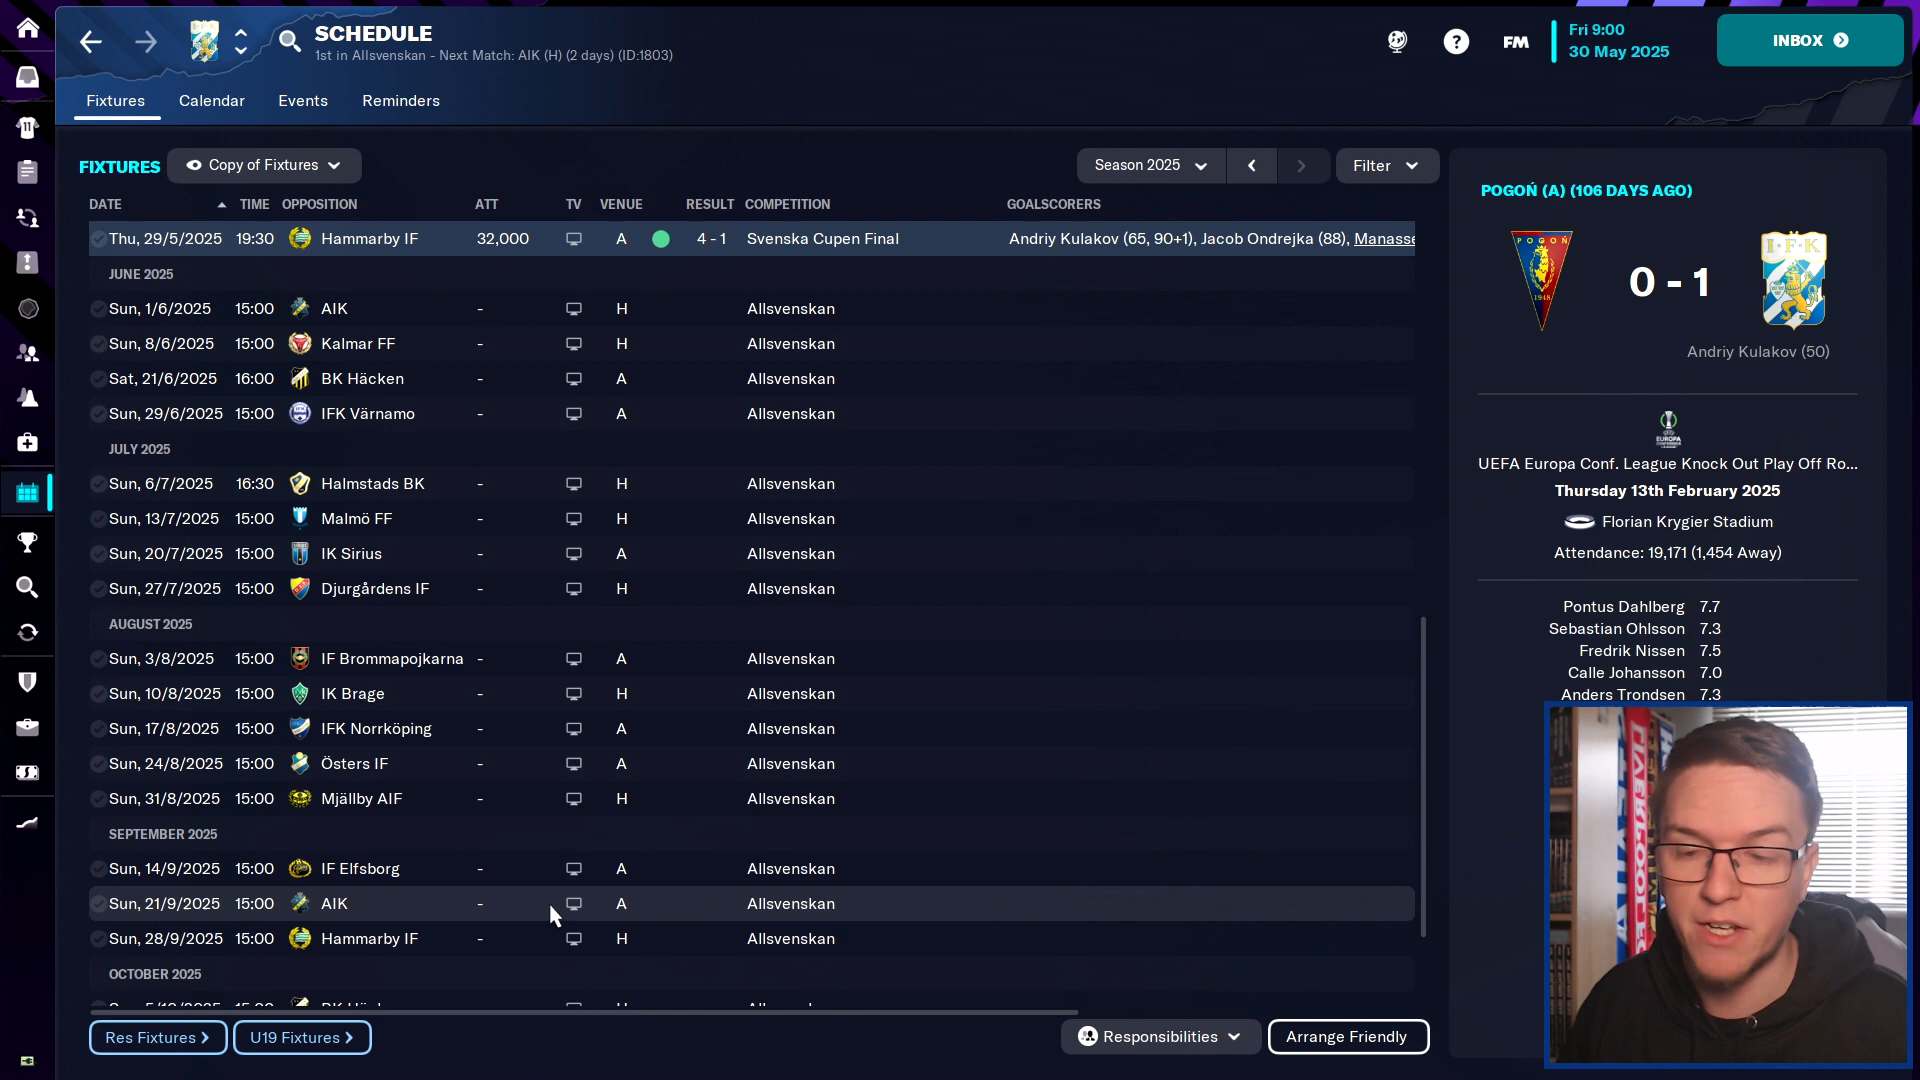 SCHEDULE
1st in Allsvenskan - Next Match: AIK (H) (2 days) (ID:1803)
FM
Fri 9:00
30 May 2025
INBOX
Fixtures Calendar Events Reminders
FIXTURES Copy of Fixtures Season 2025 Filter
DATE TIME OPPOSITION ATT TV VENUE RESULT COMPETITION GOALSCORERS
Thu, 29/5/2025 19:30 Hammarby IF 32,000 A 4 - 1 Svenska Cupen Final Andriy Kulakov (65, 90+1), Jacob Ondrejka (88), Manasse
JUNE 2025
Sun, 1/6/2025 15:00 AIK - H Allsvenskan
Sun, 8/6/2025 15:00 Kalmar FF - H Allsvenskan
Sat, 21/6/2025 16:00 BK Häcken - A Allsvenskan
Sun, 29/6/2025 15:00 IFK Värnamo - A Allsvenskan
JULY 2025
Sun, 6/7/2025 16:30 Halmstads BK - H Allsvenskan
Sun, 13/7/2025 15:00 Malmö FF - H Allsvenskan
Sun, 20/7/2025 15:00 IK Sirius - A Allsvenskan
Sun, 27/7/2025 15:00 Djurgårdens IF - H Allsvenskan
AUGUST 2025
Sun, 3/8/2025 15:00 IF Brommapojkarna - A Allsvenskan
Sun, 10/8/2025 15:00 IK Brage - H Allsvenskan
Sun, 17/8/2025 15:00 IFK Norrköping - A Allsvenskan
Sun, 24/8/2025 15:00 Östers IF - A Allsvenskan
Sun, 31/8/2025 15:00 Mjällby AIF - H Allsvenskan
SEPTEMBER 2025
Sun, 14/9/2025 15:00 IF Elfsborg - A Allsvenskan
Sun, 21/9/2025 15:00 AIK - A Allsvenskan
Sun, 28/9/2025 15:00 Hammarby IF - H Allsvenskan
OCTOBER 2025
Res Fixtures U19 Fixtures Responsibilities Arrange Friendly
POGOŃ (A) (106 DAYS AGO)
0 - 1
Andriy Kulakov (50)
UEFA Europa Conf. League Knock Out Play Off Ro...
Thursday 13th February 2025
Florian Krygier Stadium
Attendance: 19,171 (1,454 Away)
Pontus Dahlberg 7.7
Sebastian Ohlsson 7.3
Fredrik Nissen 7.5
Calle Johansson 7.0
Anders Trondsen 7.3